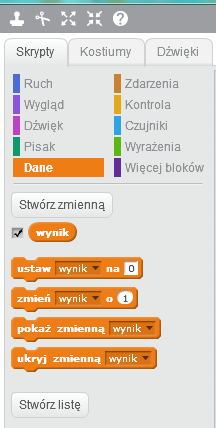 Skrypty Kostiumy Dźwięki
Ruch Zdarzenia
Wygląd Kontrola
Dźwięk Czujniki
Pisak Wyrażenia
Dane Więcej bloków
Stwórz zmienną
wynik
ustaw wynik na 0
zmień wynik o 1
pokaż zmienną wynik
ukryj zmienną wynik
Stwórz listę